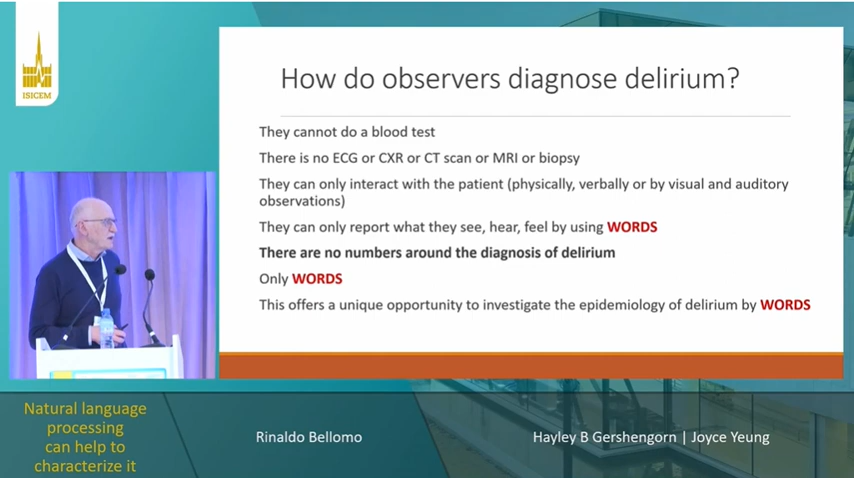 ISICEM
How do observers diagnose delirium?
They cannot do a blood test
There is no ECG or CXR or CT scan or MRI or biopsy
They can only interact with the patient (physically, verbally or by visual and auditory
observations)
They can only report what they see, hear, feel by using WORDS
There are no numbers around the diagnosis of delirium
Only WORDS
This offers a unique opportunity to investigate the epidemiology of delirium by WORDS
Natural language
processing
can help to
characterize it
Rinaldo Bellomo
Hayley B Gershengorn | Joyce Yeung